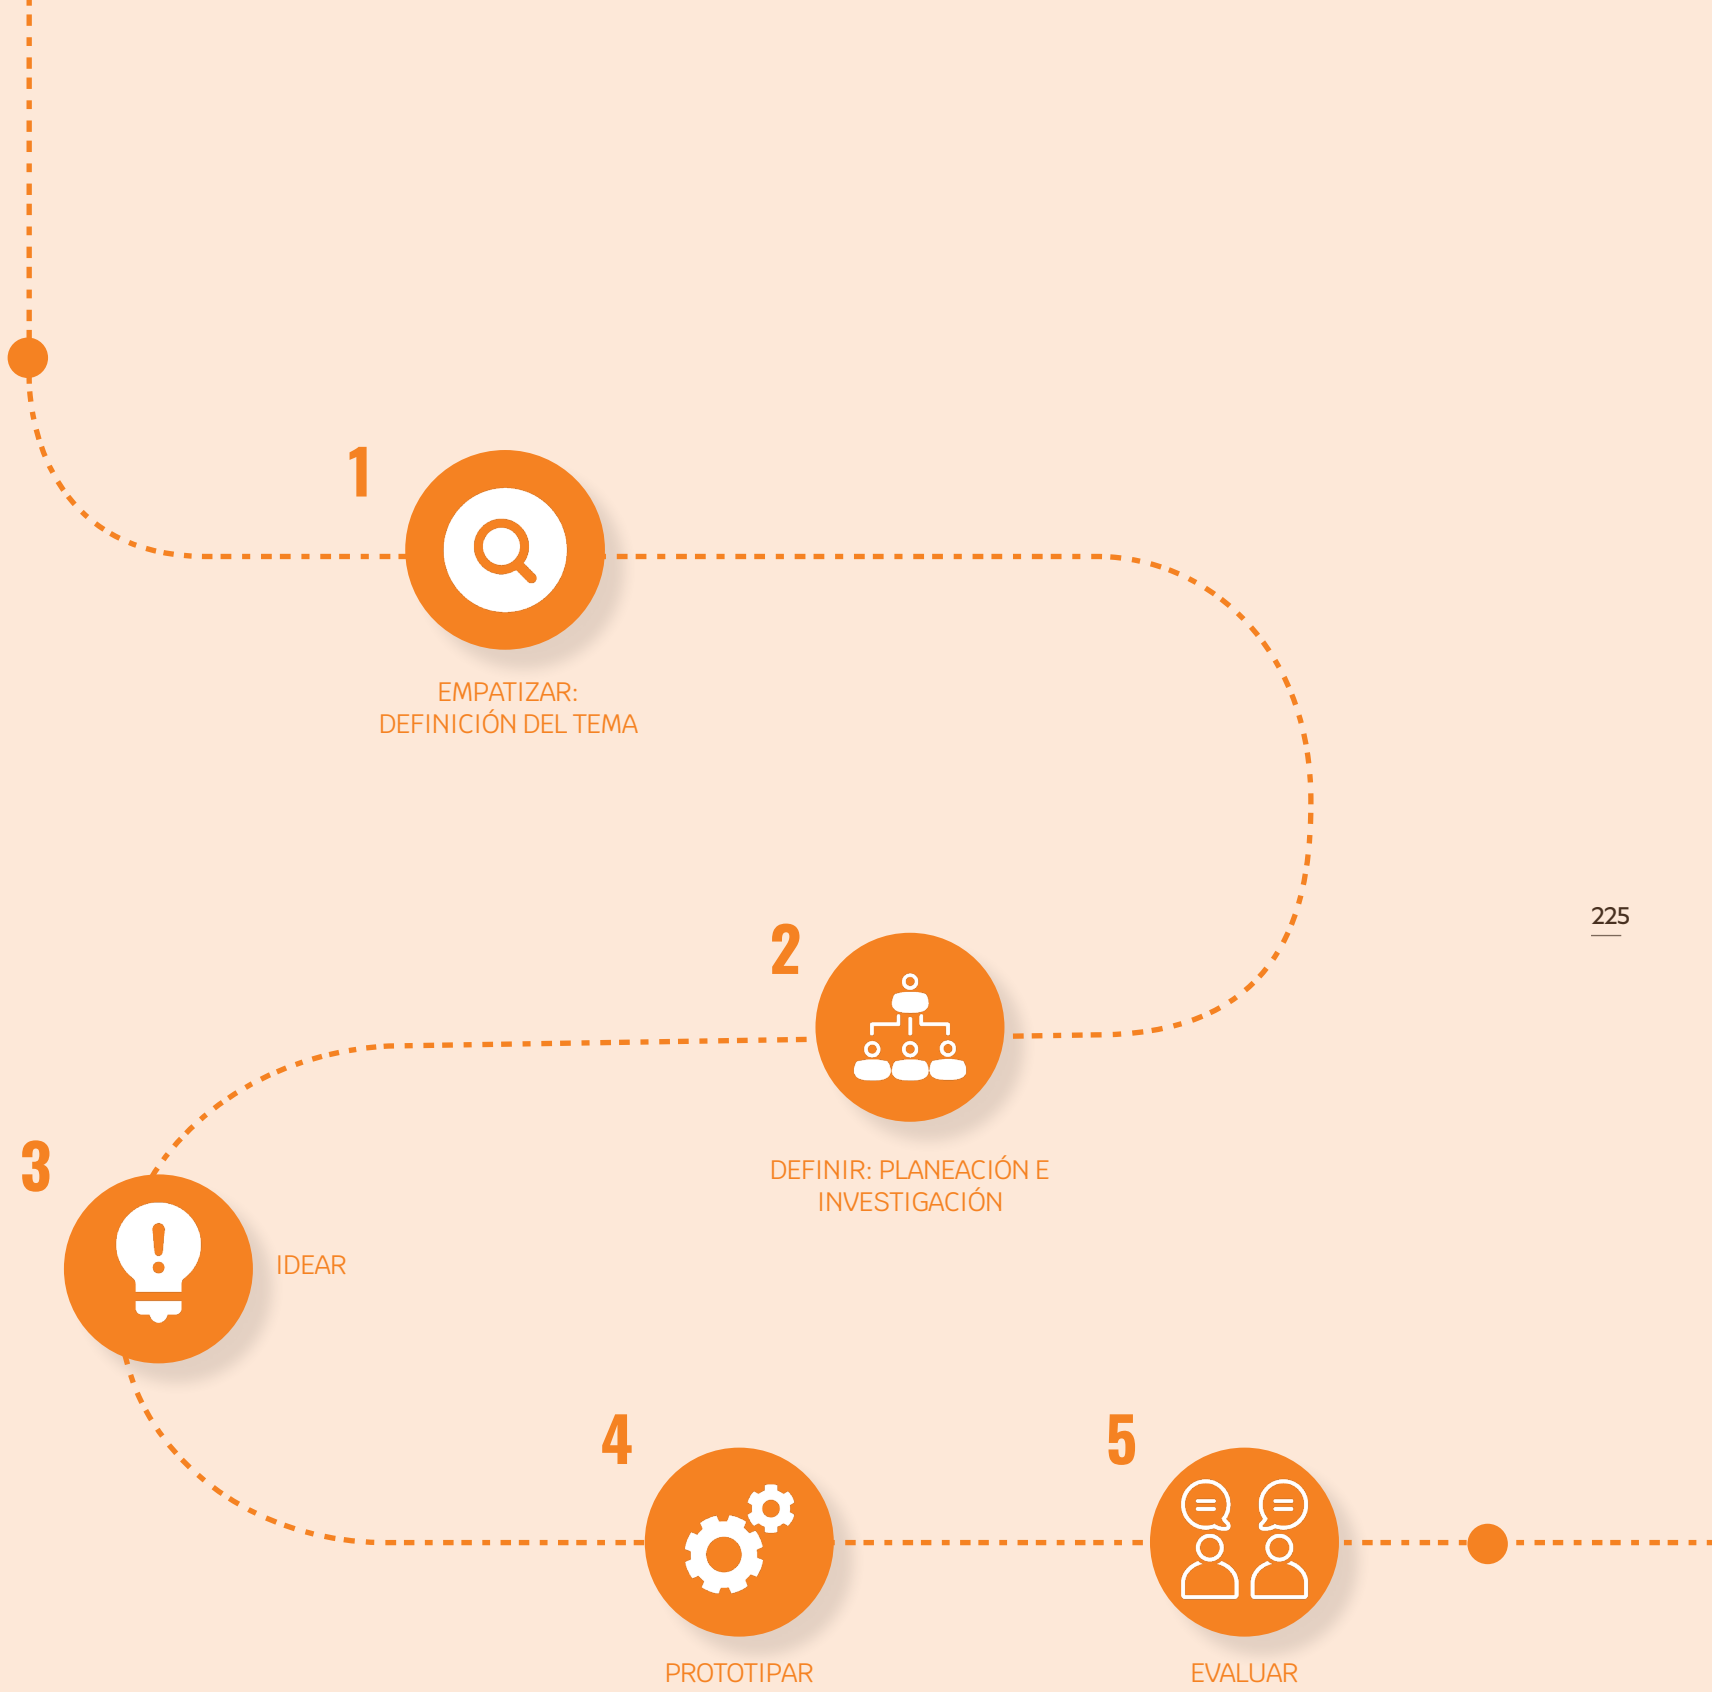 1
EMPATIZAR:
DEFINICIÓN DEL TEMA
225
2
DEFINIR: PLANEACIÓN E
INVESTIGACIÓN
3
IDEAR
4
PROTOTIPAR
5
EVALUAR